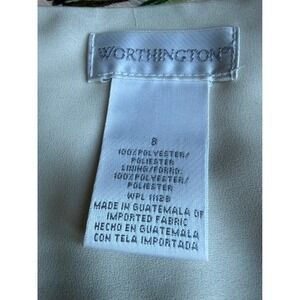 WORTHINGTON®
8
100%POLYESTER/
POLIESTER
LINING/FORRO:
100%POLYESTER/
POLIESTER
WPL 11128
MADE IN GUATEMALA OF
IMPORTED FABRIC
HECHO EN GUATEMALA
CON TELA IMPORTADA